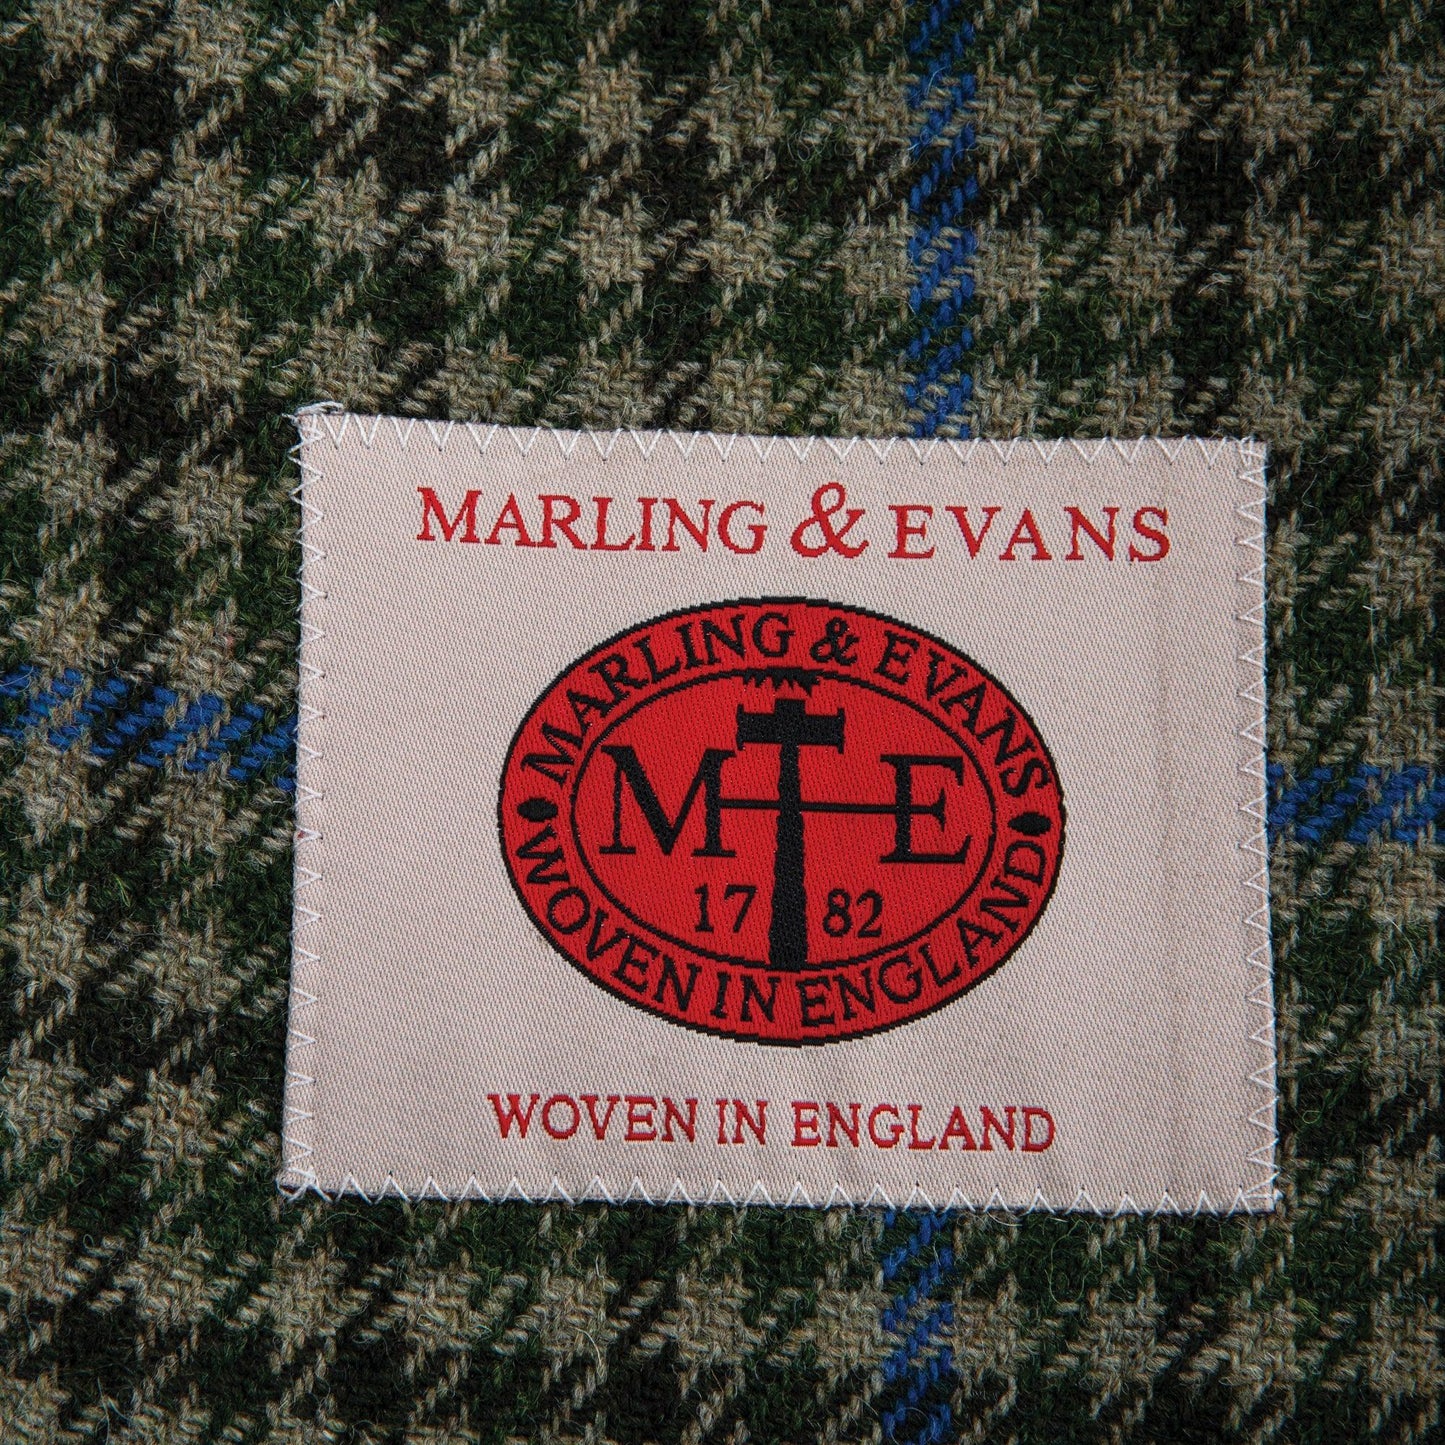 MARLING & EVANS
MARLING & EVANS
M E
17 82
WOVEN IN ENGLAND
WOVEN IN ENGLAND